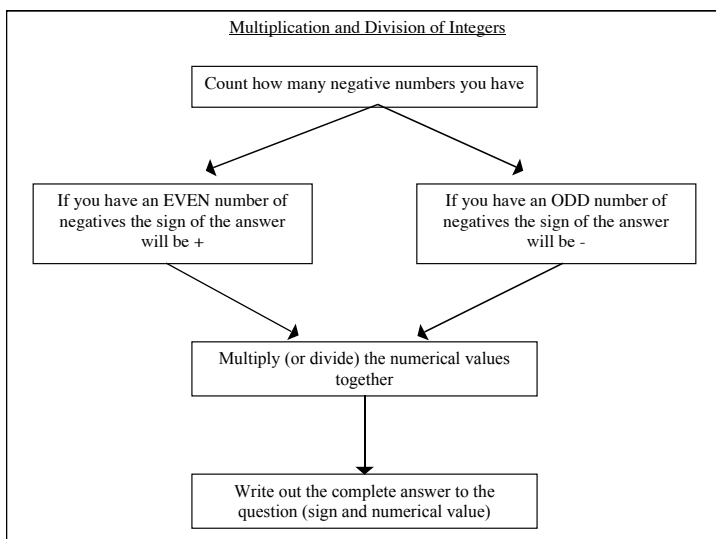 Multiplication and Division of Integers
Count how many negative numbers you have
If you have an EVEN number of
negatives the sign of the answer
will be +
If you have an ODD number of
negatives the sign of the answer
will be -
Multiply (or divide) the numerical values
together
Write out the complete answer to the
question (sign and numerical value)